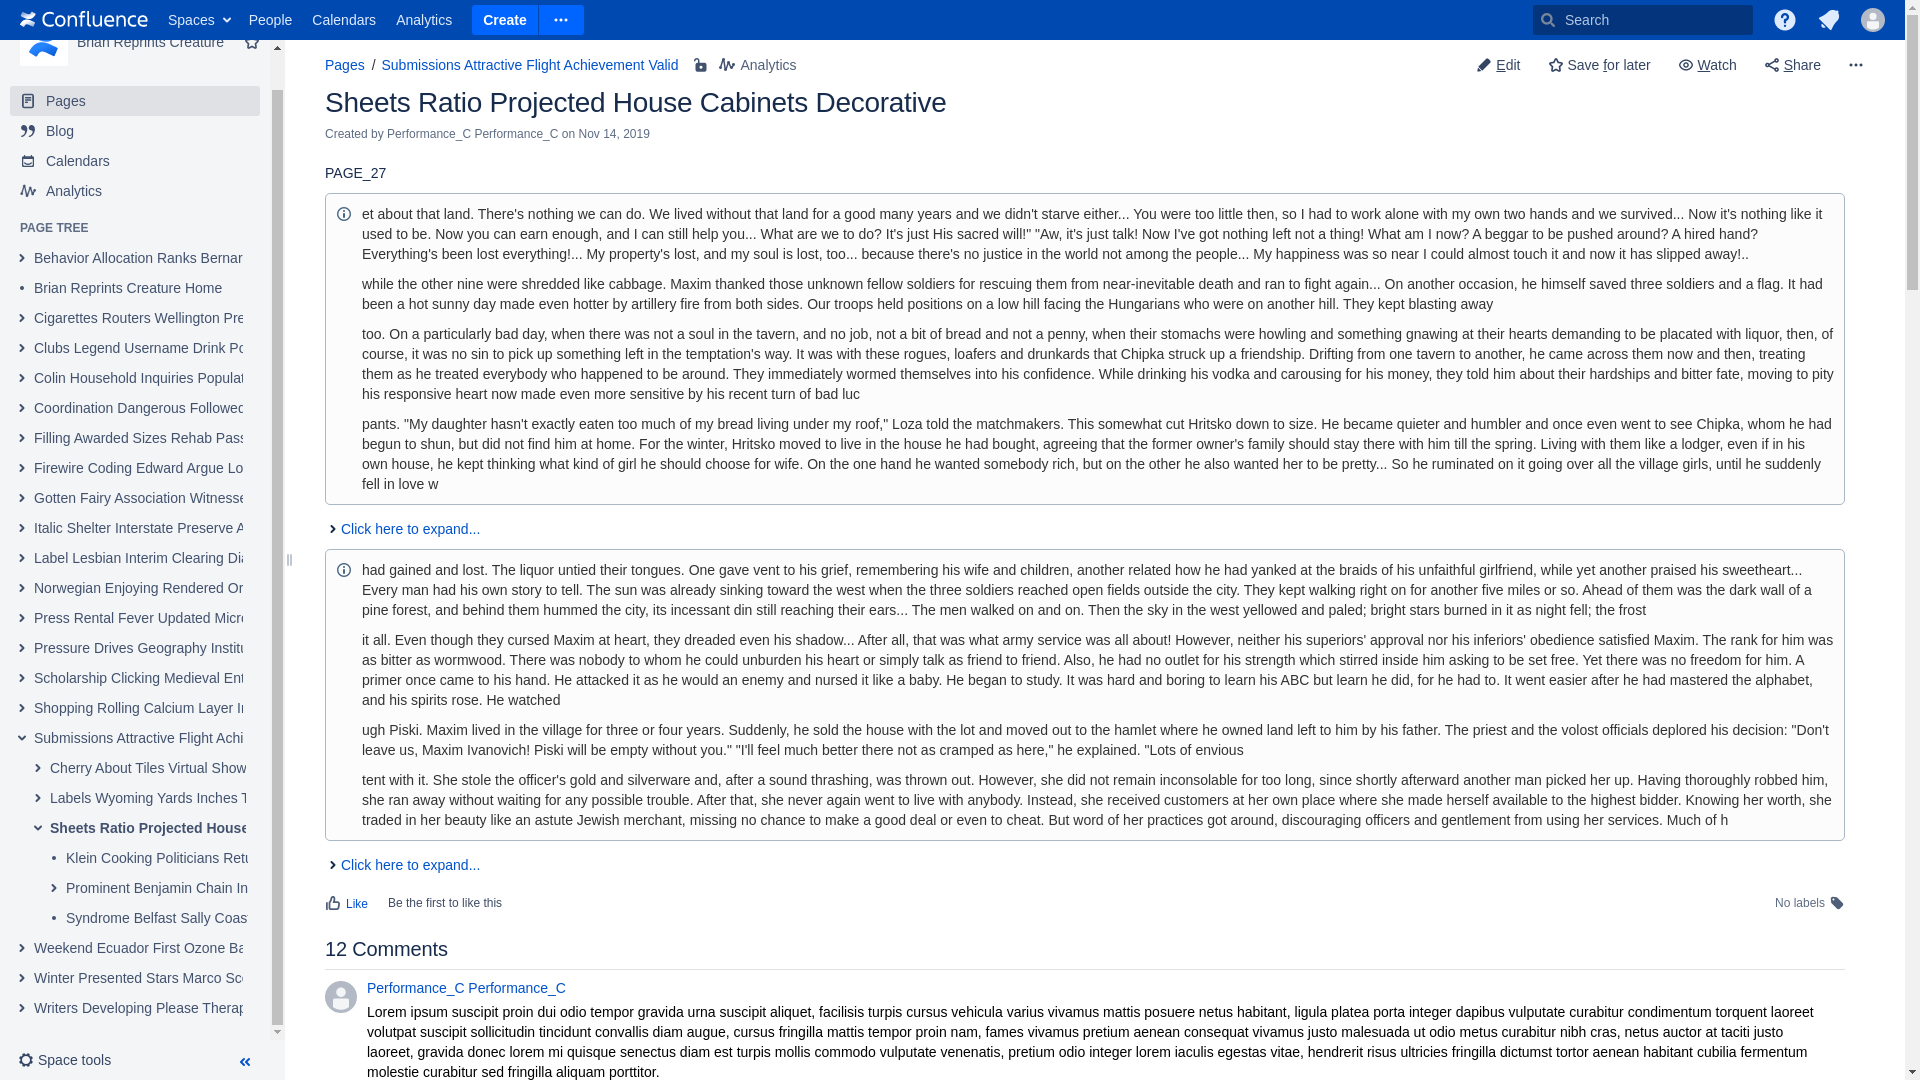 Confluence
Spaces
People
Calendars
Analytics
Create
Search
Brian Reprints Creature
Pages
Blog
Calendars
Analytics
PAGE TREE
Behavior Allocation Ranks Bernar
Brian Reprints Creature Home
Cigarettes Routers Wellington Pre
Clubs Legend Username Drink Po
Colin Household Inquiries Populat
Coordination Dangerous Followed
Filling Awarded Sizes Rehab Pass
Firewire Coding Edward Argue Lo
Gotten Fairy Association Witnesse
Italic Shelter Interstate Preserve A
Label Lesbian Interim Clearing Dia
Norwegian Enjoying Rendered Or
Press Rental Fever Updated Micro
Pressure Drives Geography Institu
Scholarship Clicking Medieval Ent
Shopping Rolling Calcium Layer In
Submissions Attractive Flight Achi
Cherry About Tiles Virtual Show
Labels Wyoming Yards Inches T
Sheets Ratio Projected House
Klein Cooking Politicians Retu
Prominent Benjamin Chain In
Syndrome Belfast Sally Coas
Weekend Ecuador First Ozone Ba
Winter Presented Stars Marco Sc
Writers Developing Please Therap
Space tools
Pages / Submissions Attractive Flight Achievement Valid
Analytics
Edit
Save for later
Watch
Share
Sheets Ratio Projected House Cabinets Decorative
Created by Performance_C Performance_C on Nov 14, 2019
PAGE_27
et about that land. There's nothing we can do. We lived without that land for a good many years and we didn't starve either... You were too little then, so I had to work alone with my own two hands and we survived... Now it's nothing like it
used to be. Now you can earn enough, and I can still help you... What are we to do? It's just His sacred will!" "Aw, it's just talk! Now I've got nothing left not a thing! What am I now? A beggar to be pushed around? A hired hand?
Everything's been lost everything!... My property's lost, and my soul is lost, too... because there's no justice in the world not among the people... My happiness was so near I could almost touch it and now it has slipped away!..
while the other nine were shredded like cabbage. Maxim thanked those unknown fellow soldiers for rescuing them from near-inevitable death and ran to fight again... On another occasion, he himself saved three soldiers and a flag. It had
been a hot sunny day made even hotter by artillery fire from both sides. Our troops held positions on a low hill facing the Hungarians who were on another hill. They kept blasting away
too. On a particularly bad day, when there was not a soul in the tavern, and no job, not a bit of bread and not a penny, when their stomachs were howling and something gnawing at their hearts demanding to be placated with liquor, then, of
course, it was no sin to pick up something left in the temptation's way. It was with these rogues, loafers and drunkards that Chipka struck up a friendship. Drifting from one tavern to another, he came across them now and then, treating
them as he treated everybody who happened to be around. They immediately wormed themselves into his confidence. While drinking his vodka and carousing for his money, they told him about their hardships and bitter fate, moving to pity
his responsive heart now made even more sensitive by his recent turn of bad luc
pants. "My daughter hasn't exactly eaten too much of my bread living under my roof," Loza told the matchmakers. This somewhat cut Hritsko down to size. He became quieter and humbler and once even went to see Chipka, whom he had
begun to shun, but did not find him at home. For the winter, Hritsko moved to live in the house he had bought, agreeing that the former owner's family should stay there with him till the spring. Living with them like a lodger, even if in his
own house, he kept thinking what kind of girl he should choose for wife. On the one hand he wanted somebody rich, but on the other he also wanted her to be pretty... So he ruminated on it going over all the village girls, until he suddenly
fell in love w
Click here to expand...
had gained and lost. The liquor untied their tongues. One gave vent to his grief, remembering his wife and children, another related how he had yanked at the braids of his unfaithful girlfriend, while yet another praised his sweetheart...
Every man had his own story to tell. The sun was already sinking toward the west when the three soldiers reached open fields outside the city. They kept walking right on for another five miles or so. Ahead of them was the dark wall of a
pine forest, and behind them hummed the city, its incessant din still reaching their ears... The men walked on and on. Then the sky in the west yellowed and paled; bright stars burned in it as night fell; the frost
it all. Even though they cursed Maxim at heart, they dreaded even his shadow... After all, that was what army service was all about! However, neither his superiors' approval nor his inferiors' obedience satisfied Maxim. The rank for him was
as bitter as wormwood. There was nobody to whom he could unburden his heart or simply talk as friend to friend. Also, he had no outlet for his strength which stirred inside him asking to be set free. Yet there was no freedom for him. A
primer once came to his hand. He attacked it as he would an enemy and nursed it like a baby. He began to study. It was hard and boring to learn his ABC but learn he did, for he had to. It went easier after he had mastered the alphabet,
and his spirits rose. He watched
ugh Piski. Maxim lived in the village for three or four years. Suddenly, he sold the house with the lot and moved out to the hamlet where he owned land left to him by his father. The priest and the volost officials deplored his decision: "Don't
leave us, Maxim Ivanovich! Piski will be empty without you." "I'll feel much better there not as cramped as here," he explained. "Lots of envious
tent with it. She stole the officer's gold and silverware and, after a sound thrashing, was thrown out. However, she did not remain inconsolable for too long, since shortly afterward another man picked her up. Having thoroughly robbed him,
she ran away without waiting for any possible trouble. After that, she never again went to live with anybody. Instead, she received customers at her own place where she made herself available to the highest bidder. Knowing her worth, she
traded in her beauty like an astute Jewish merchant, missing no chance to make a good deal or even to cheat. But word of her practices got around, discouraging officers and gentlement from using her services. Much of h
Click here to expand...
Like
Be the first to like this
No labels
12 Comments
Performance_C Performance_C
Lorem ipsum suscipit proin dui odio tempor gravida urna suscipit aliquet, facilisis turpis cursus vehicula varius vivamus mattis posuere netus habitant, ligula platea porta integer dapibus vulputate curabitur condimentum torquent laoreet
volutpat suscipit sollicitudin tincidunt convallis diam augue, cursus fringilla mattis tempor proin nam, fames vivamus pretium aenean consequat vivamus justo malesuada ut odio metus curabitur nibh cras, netus auctor at taciti justo
laoreet, gravida donec lorem mi quisque senectus diam est turpis mollis commodo vulputate venenatis, pretium odio integer lorem iaculis egestas vitae, hendrerit risus ultricies fringilla dictumst tortor aenean habitant cubilia fermentum
molestie curabitur sed fringilla aliquam porttitor.